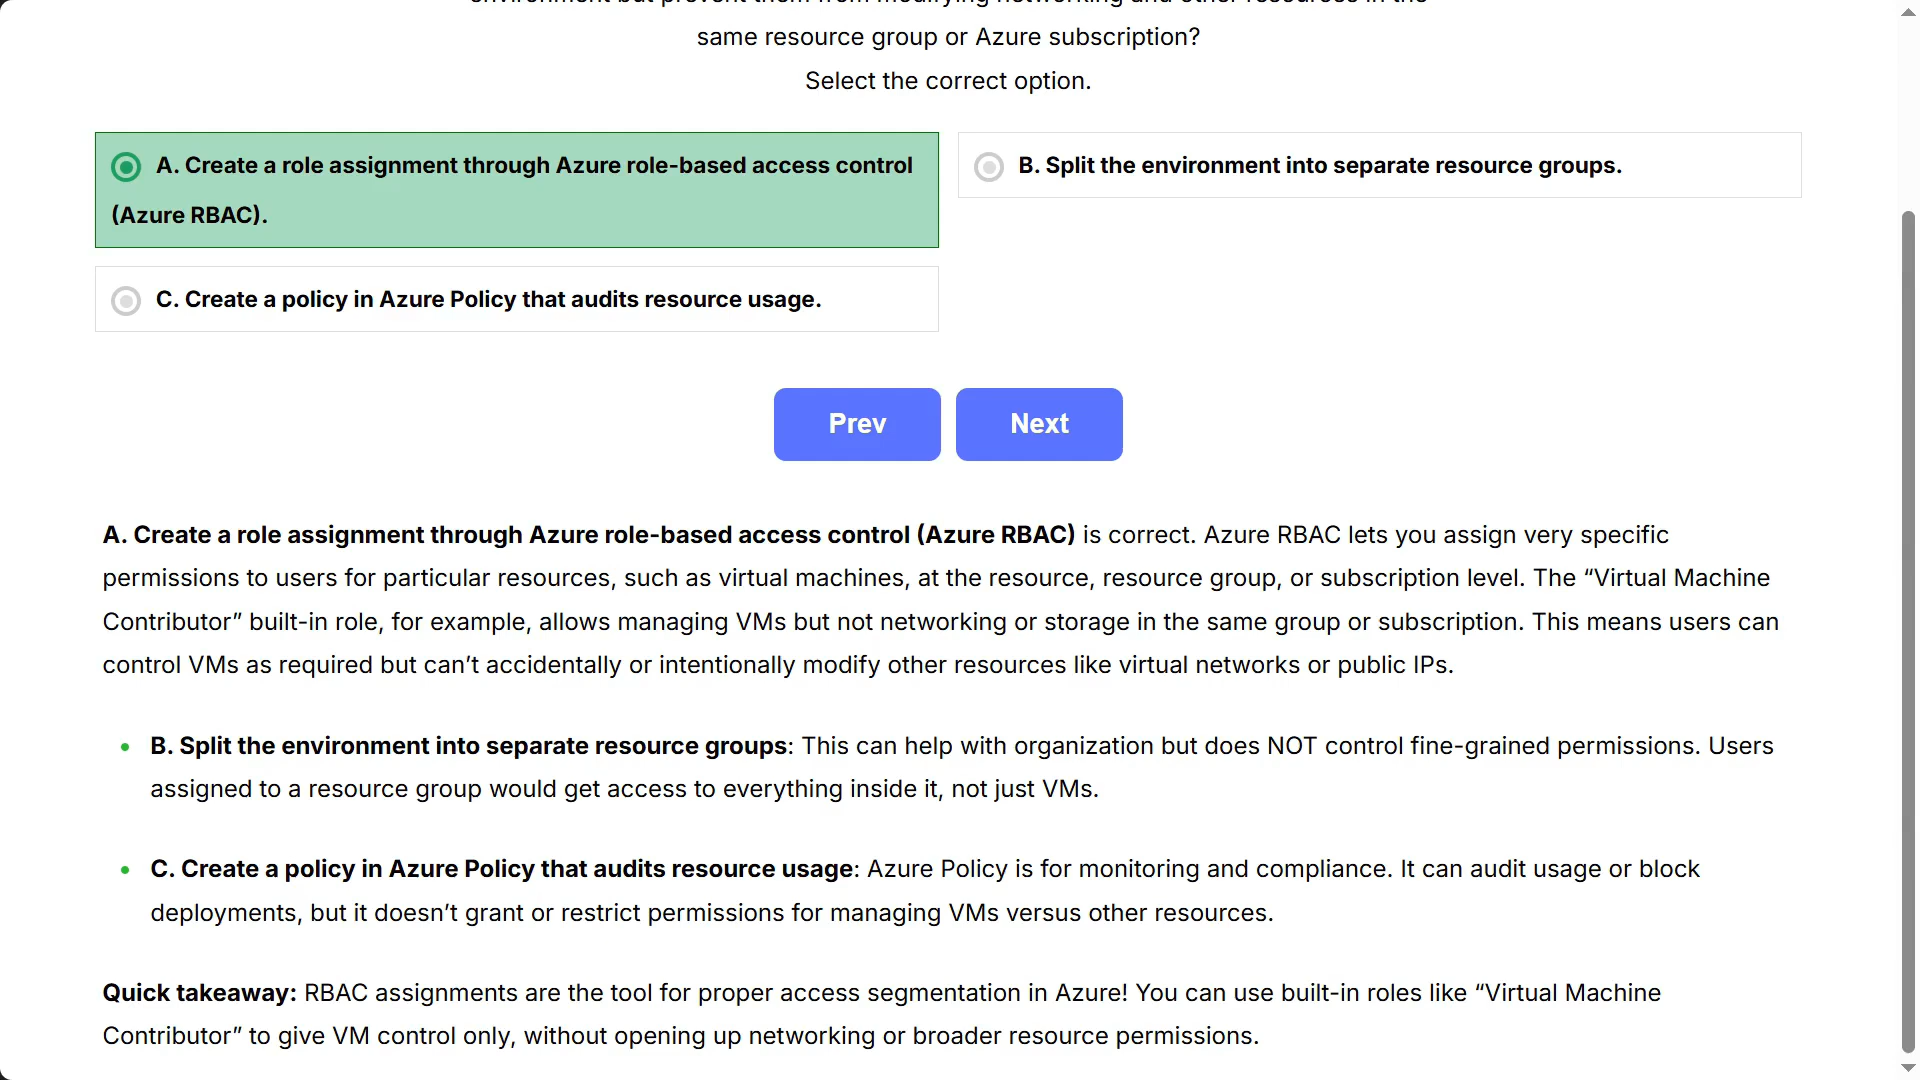 environment but prevent them from modifying networking and other resources in the
same resource group or Azure subscription?
Select the correct option.
A. Create a role assignment through Azure role-based access control
(Azure RBAC).
B. Split the environment into separate resource groups.
C. Create a policy in Azure Policy that audits resource usage.
Prev
Next
A. Create a role assignment through Azure role-based access control (Azure RBAC) is correct. Azure RBAC lets you assign very specific
permissions to users for particular resources, such as virtual machines, at the resource, resource group, or subscription level. The “Virtual Machine
Contributor” built-in role, for example, allows managing VMs but not networking or storage in the same group or subscription. This means users can
control VMs as required but can’t accidentally or intentionally modify other resources like virtual networks or public IPs.
B. Split the environment into separate resource groups: This can help with organization but does NOT control fine-grained permissions. Users
assigned to a resource group would get access to everything inside it, not just VMs.
C. Create a policy in Azure Policy that audits resource usage: Azure Policy is for monitoring and compliance. It can audit usage or block
deployments, but it doesn’t grant or restrict permissions for managing VMs versus other resources.
Quick takeaway: RBAC assignments are the tool for proper access segmentation in Azure! You can use built-in roles like “Virtual Machine
Contributor” to give VM control only, without opening up networking or broader resource permissions.